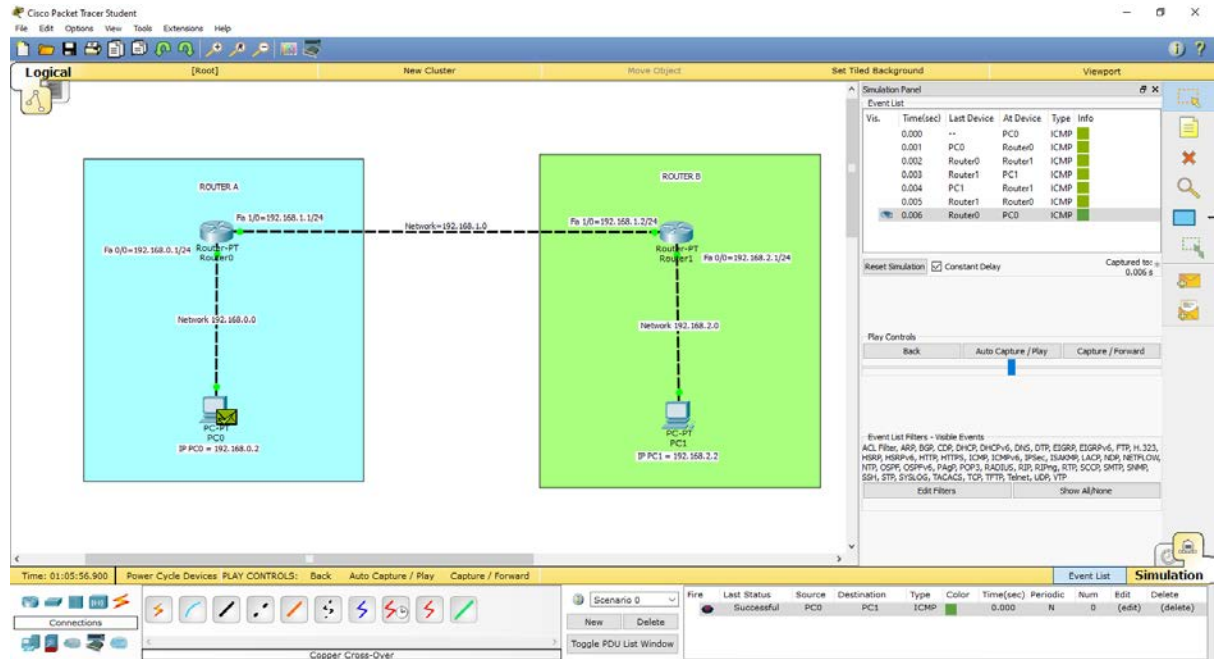 Cisco Packet Tracer Student
File Edit Options View Tools Extensions Help
Logical [Root] New Cluster Move Object Set Tiled Background Viewport
ROUTER A
Fa 1/0=192.168.1.1/24
Fa 0/0=192.168.0.1/24
Router-PT
Router0
Network 192.168.0.0
PC-PT
PC0
IP PC0 = 192.168.0.2
Network=192.168.1.0
ROUTER B
Fa 1/0=192.168.1.2/24
Router-PT
Router1
Fa 0/0=192.168.2.1/24
Network 192.168.2.0
PC-PT
PC1
IP PC1 = 192.168.2.2
Simulation Panel
Event List
Vis. Time(sec) Last Device At Device Type Info
0.000 -- PC0 ICMP
0.001 PC0 Router0 ICMP
0.002 Router0 Router1 ICMP
0.003 Router1 PC1 ICMP
0.004 PC1 Router1 ICMP
0.005 Router1 Router0 ICMP
0.006 Router0 PC0 ICMP
Reset Simulation Constant Delay Captured to:
0.006 s
Play Controls
Back Auto Capture / Play Capture / Forward
Event List Filters - Visible Events
ACL Filter, ARP, BGP, CDP, DHCP, DHCPv6, DNS, DTP, EIGRP, EIGRPv6, FTP, H.323,
HSRP, HSRPv6, HTTP, HTTPS, ICMP, ICMPv6, IPSec, ISAKMP, LACP, NDP, NETFLOW,
NTP, OSPF, OSPFv6, PAgP, POP3, RADIUS, RIP, RIPng, RTP, SCCP, SMTP, SNMP,
SSH, STP, SYSLOG, TACACS, TCP, TFTP, Telnet, UDP, VTP
Edit Filters Show All/None
Time: 01:05:56.900 Power Cycle Devices PLAY CONTROLS: Back Auto Capture / Play Capture / Forward Event List Simulation
Connections
Copper Cross-Over
Scenario 0
New Delete
Toggle PDU List Window
Fire Last Status Source Destination Type Color Time(sec) Periodic Num Edit Delete
Successful PC0 PC1 ICMP 0.000 N 0 (edit) (delete)